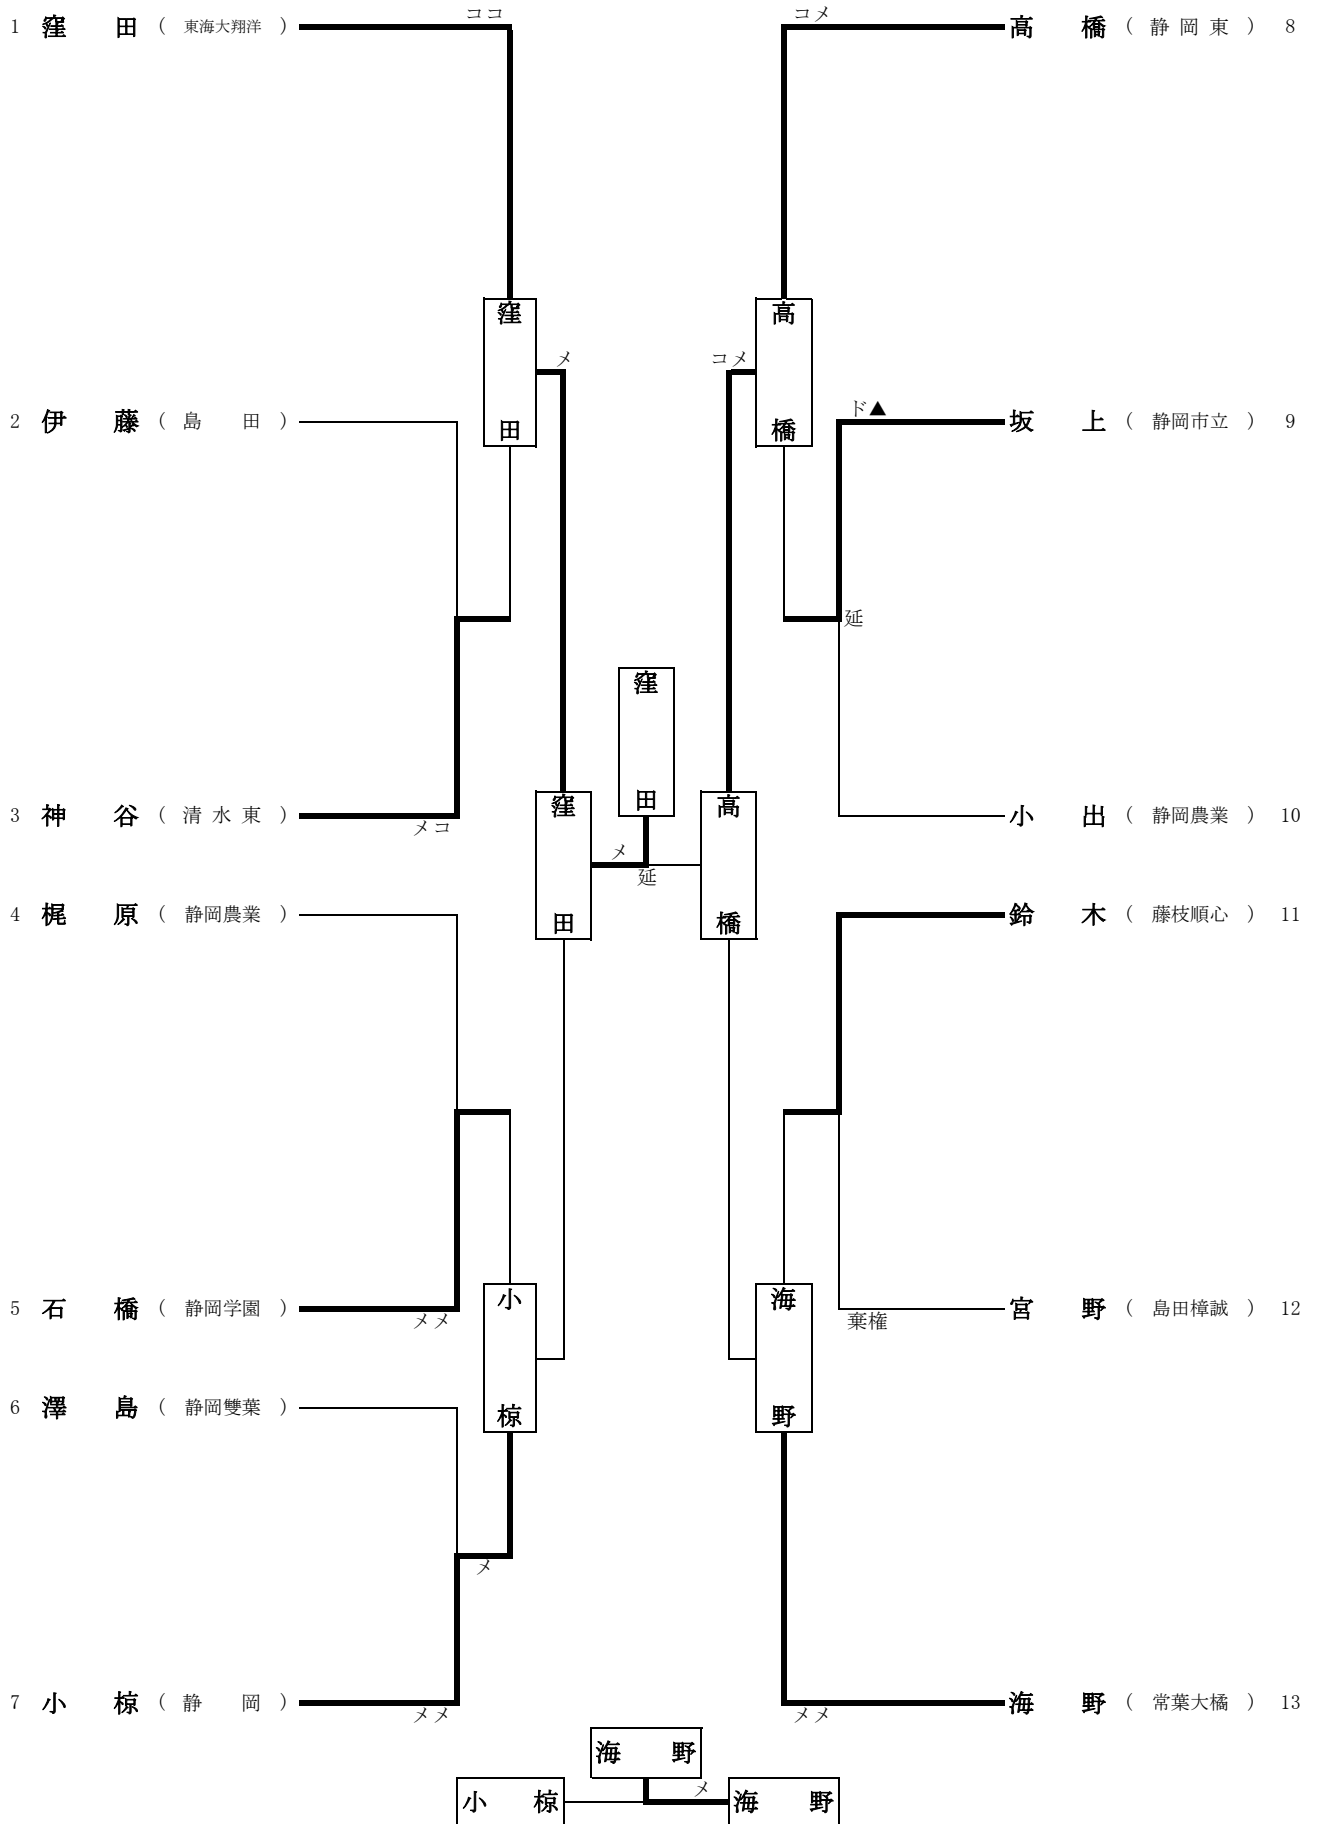 ココ
コメ
1 窪 田 ( 東海大翔洋 )
高 橋 ( 静岡東 ) 8
窪田
高橋
メ
コメ
2 伊 藤 ( 島 田 )
ド▲
坂 上 ( 静岡市立 ) 9
延
窪田
3 神 谷 ( 清水東 )
メコ
窪田
高橋
小 出 ( 静岡農業 ) 10
メ
延
4 梶 原 ( 静岡農業 )
鈴 木 ( 藤枝順心 ) 11
5 石 橋 ( 静岡学園 )
メメ
小椋
海野
宮 野 ( 島田樟誠 ) 12
棄権
6 澤 島 ( 静岡雙葉 )
メ
7 小 椋 ( 静 岡 )
メメ
メメ
海 野 ( 常葉大橘 ) 13
海 野
メ
小 椋
海 野